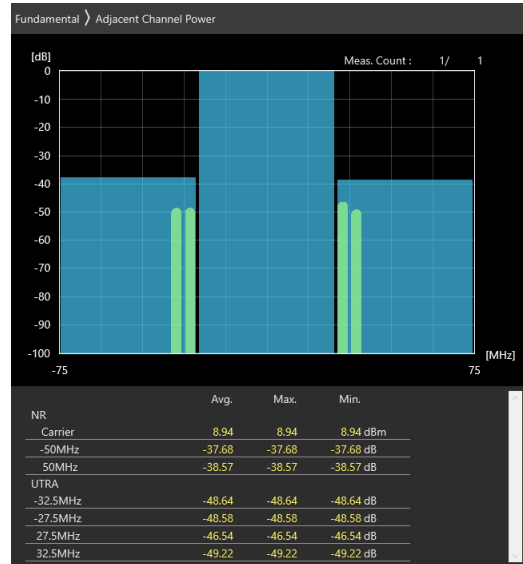 Fundamental 〉 Adjacent Channel Power
[dB]
Meas. Count : 1/ 1
0
-10
-20
-30
-40
-50
-60
-70
-80
-90
-100
[MHz]
-75 75
Avg. Max. Min.
NR
Carrier 8.94 8.94 8.94 dBm
-50MHz -37.68 -37.68 -37.68 dB
50MHz -38.57 -38.57 -38.57 dB
UTRA
-32.5MHz -48.64 -48.64 -48.64 dB
-27.5MHz -48.58 -48.58 -48.58 dB
27.5MHz -46.54 -46.54 -46.54 dB
32.5MHz -49.22 -49.22 -49.22 dB